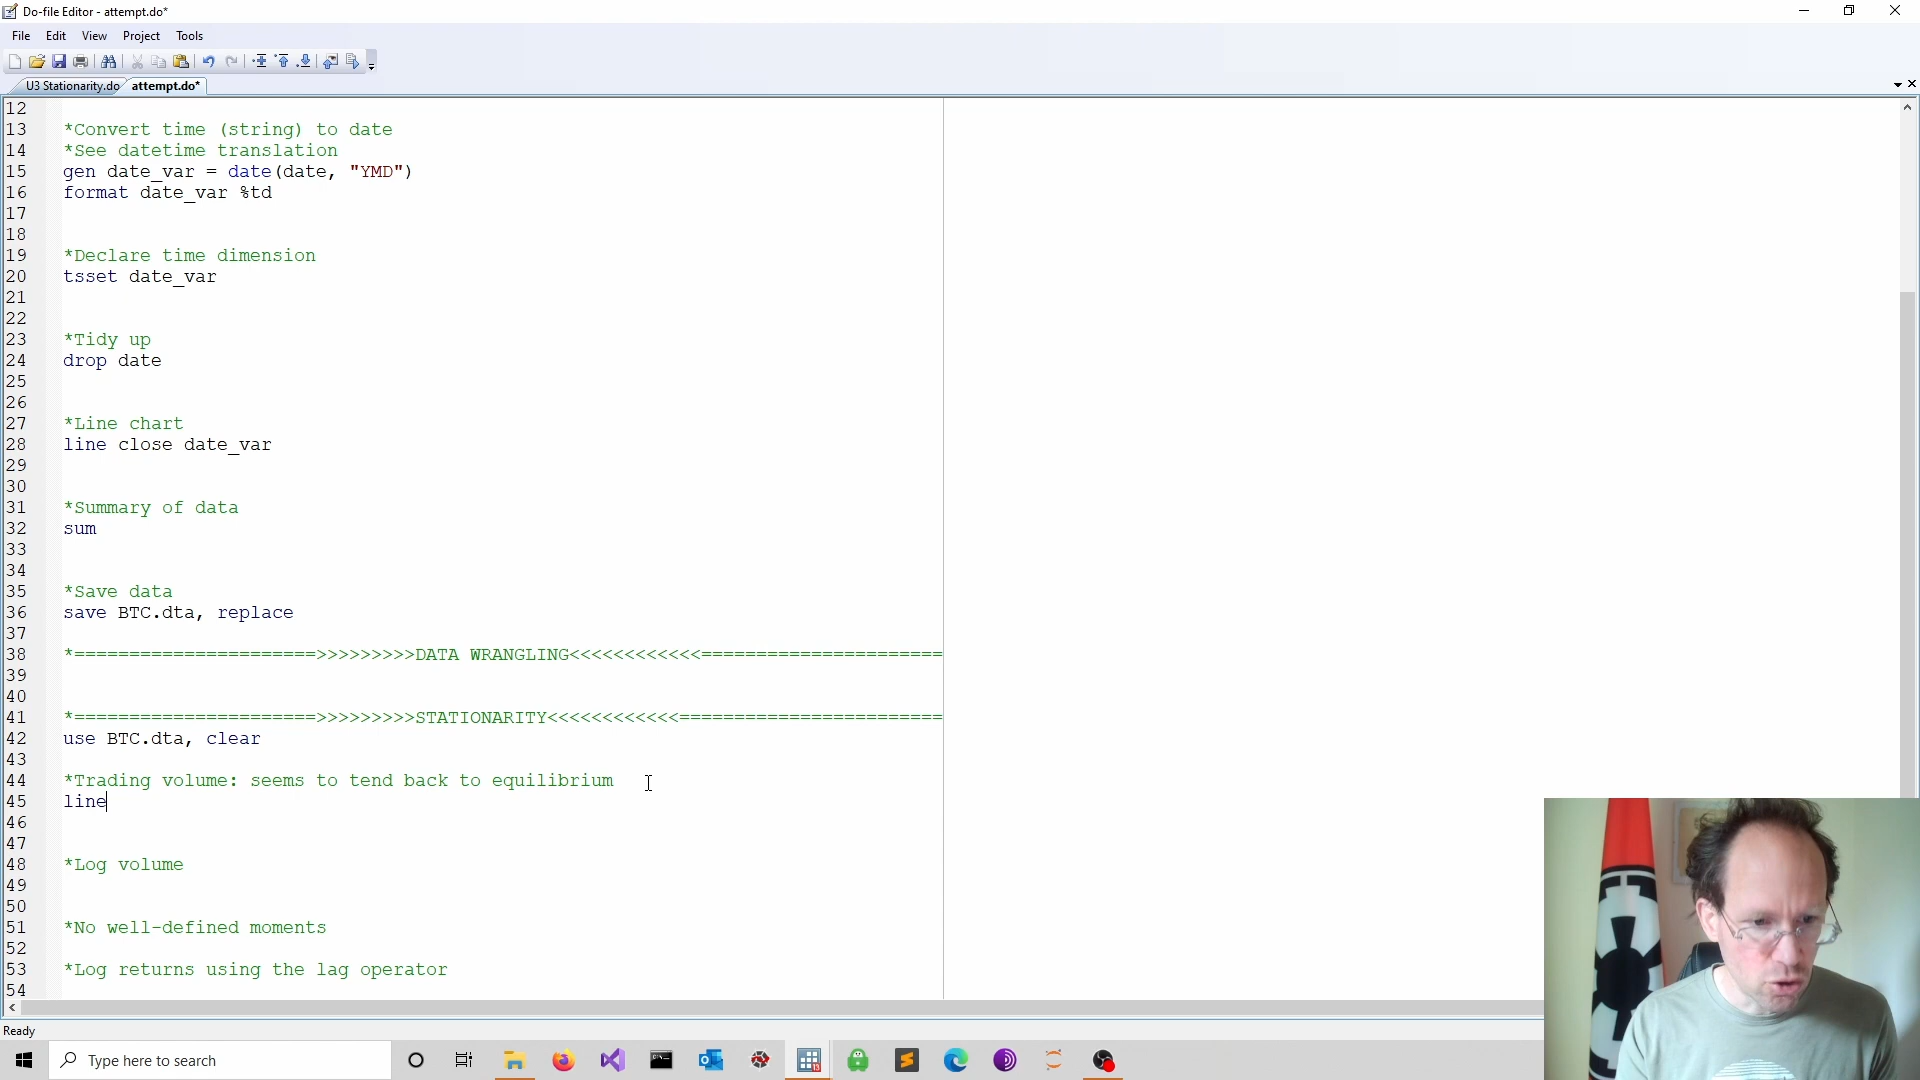 Do-file Editor - attempt.do*
File Edit View Project Tools
U3 Stationarity.do attempt.do*
12
13 *Convert time (string) to date
14 *See datetime translation
15 gen date_var = date(date, "YMD")
16 format date_var %td
17
18
19 *Declare time dimension
20 tsset date_var
21
22
23 *Tidy up
24 drop date
25
26
27 *Line chart
28 line close date_var
29
30
31 *Summary of data
32 sum
33
34
35 *Save data
36 save BTC.dta, replace
37
38 *======================>>>>>>>>>DATA WRANGLING<<<<<<<<<<<<======================
39
40
41 *======================>>>>>>>>>STATIONARITY<<<<<<<<<<<<========================
42 use BTC.dta, clear
43
44 *Trading volume: seems to tend back to equilibrium
45 line
46
47
48 *Log volume
49
50
51 *No well-defined moments
52
53 *Log returns using the lag operator
54
Ready
Type here to search